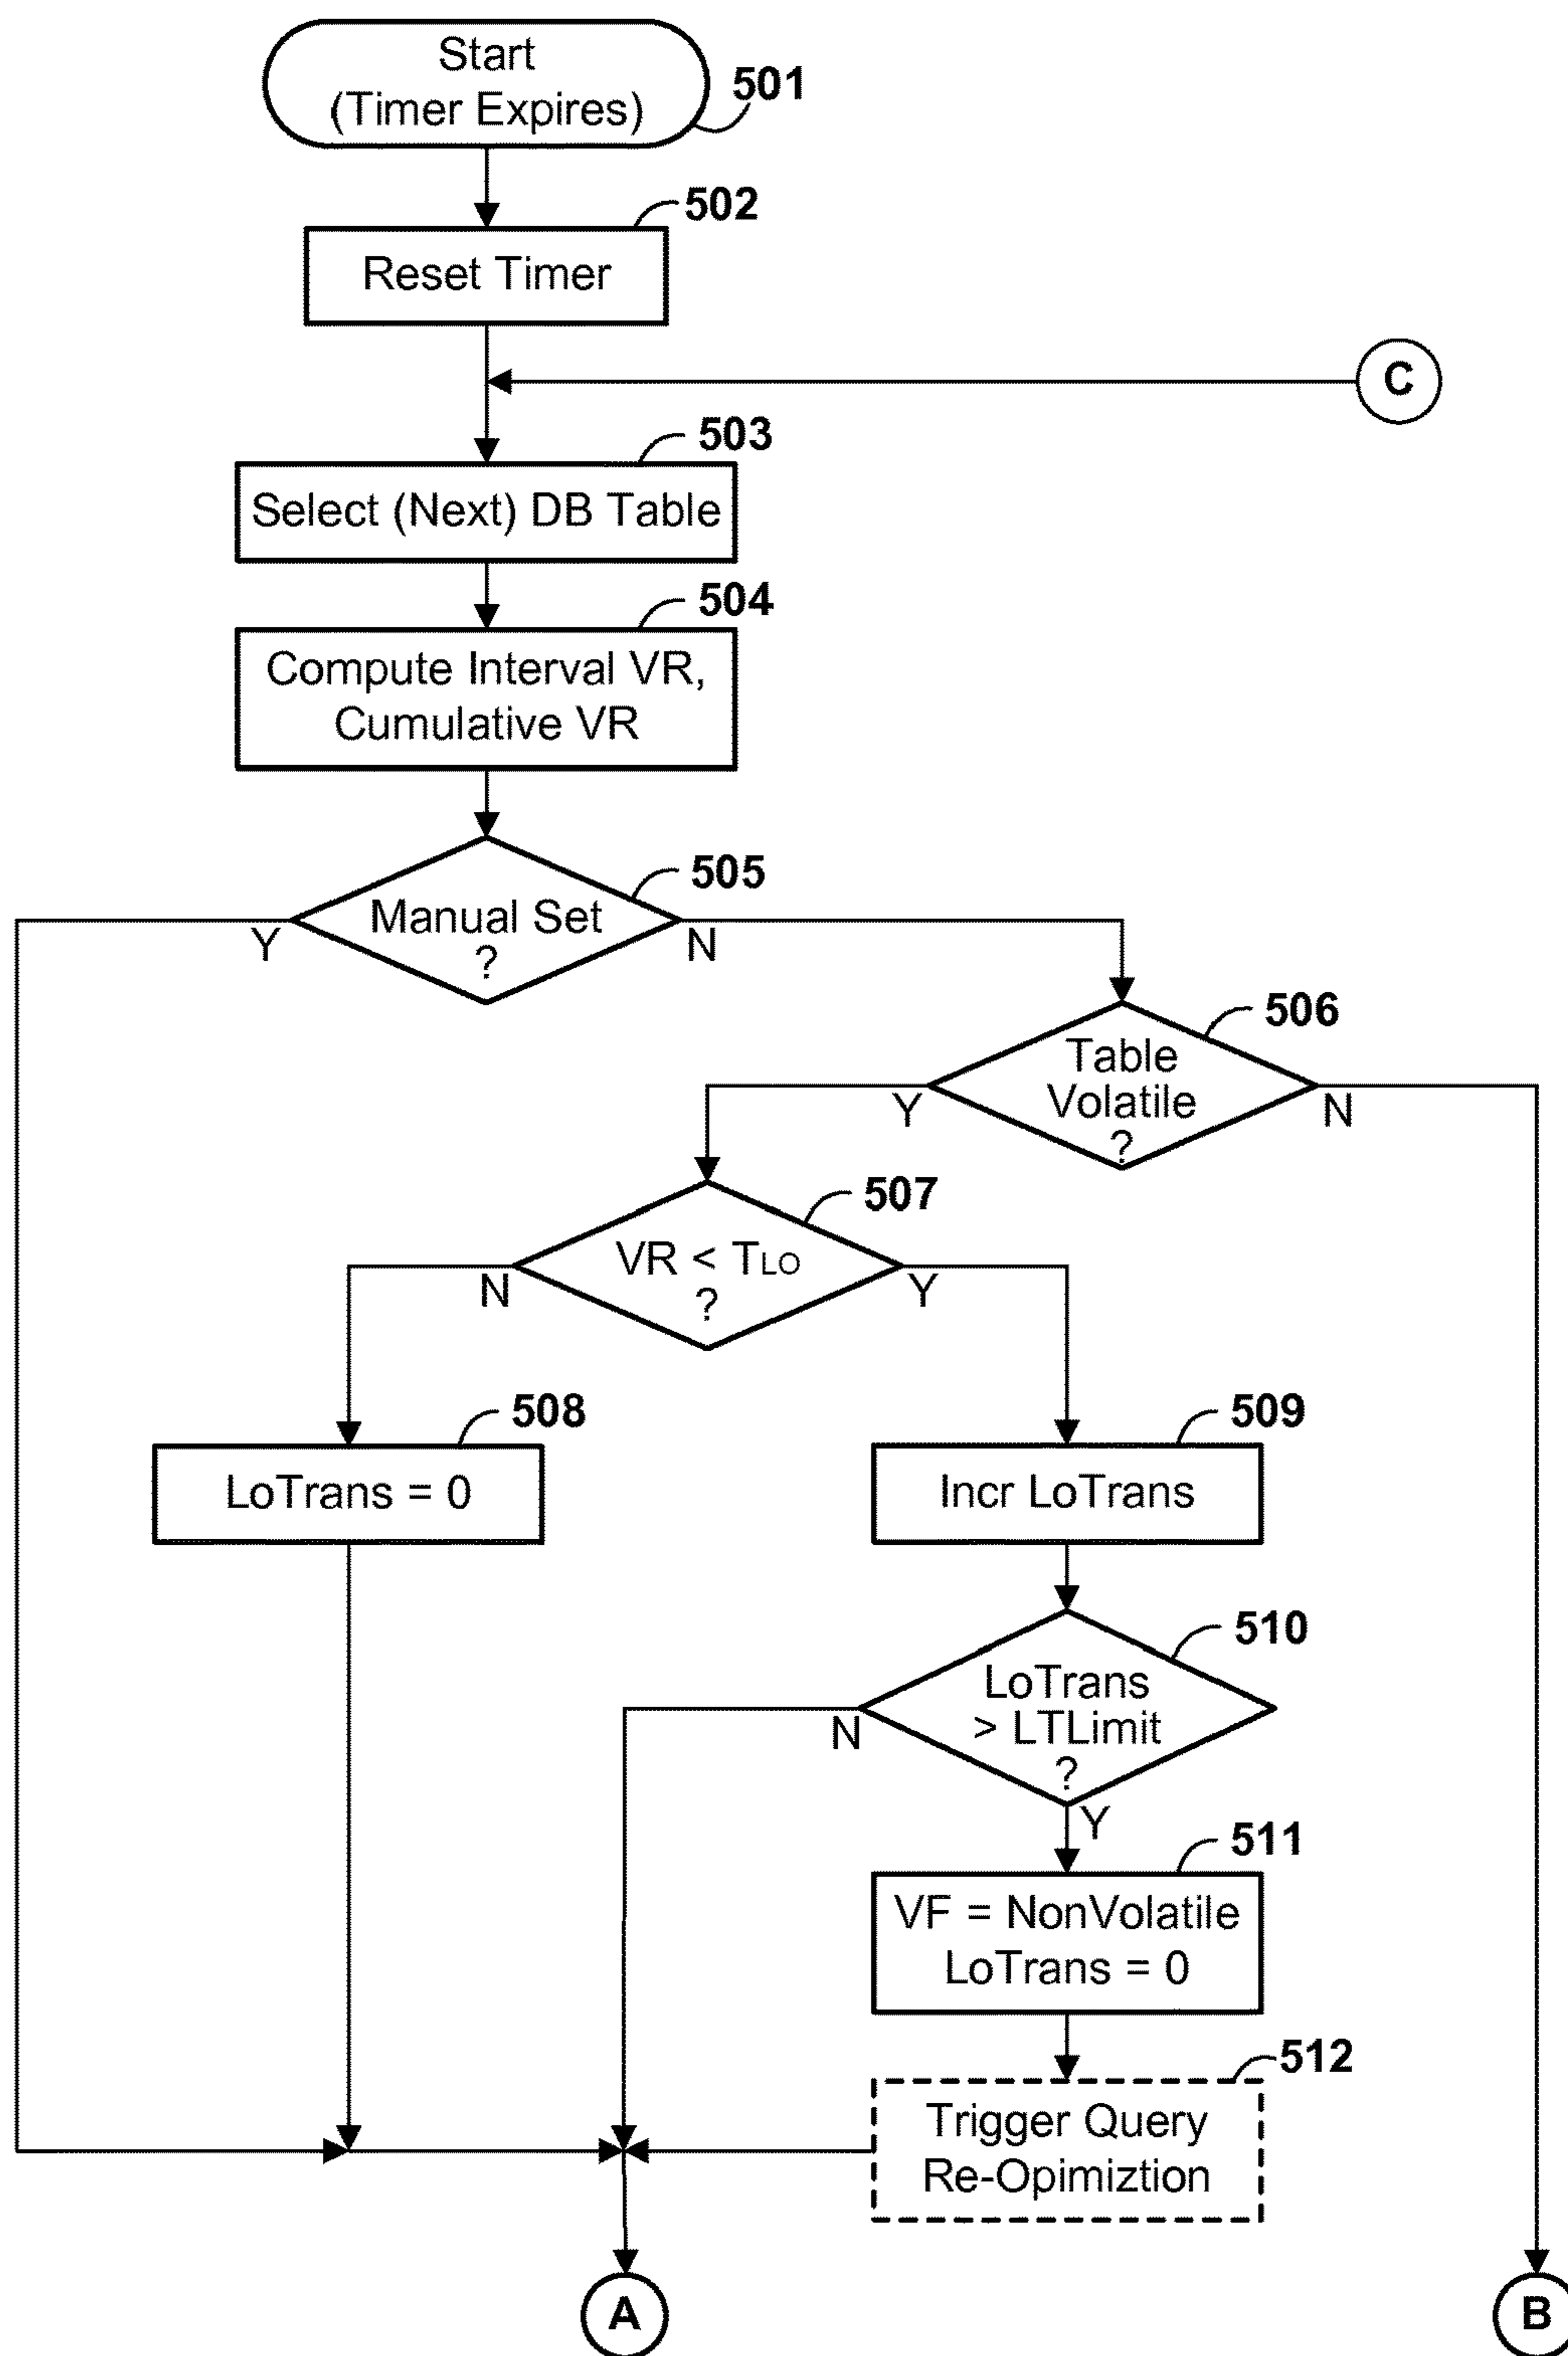 Start
(Timer Expires)
501
502
Reset Timer
C
503
Select (Next) DB Table
504
Compute Interval VR,
Cumulative VR
505
Manual Set
?
Y
N
506
Table
Volatile
?
Y
N
507
VR < TLO
?
N
Y
508
LoTrans = 0
509
Incr LoTrans
510
LoTrans
> LTLimit
?
N
Y
511
VF = NonVolatile
LoTrans = 0
512
Trigger Query
Re-Opimiztion
A
B